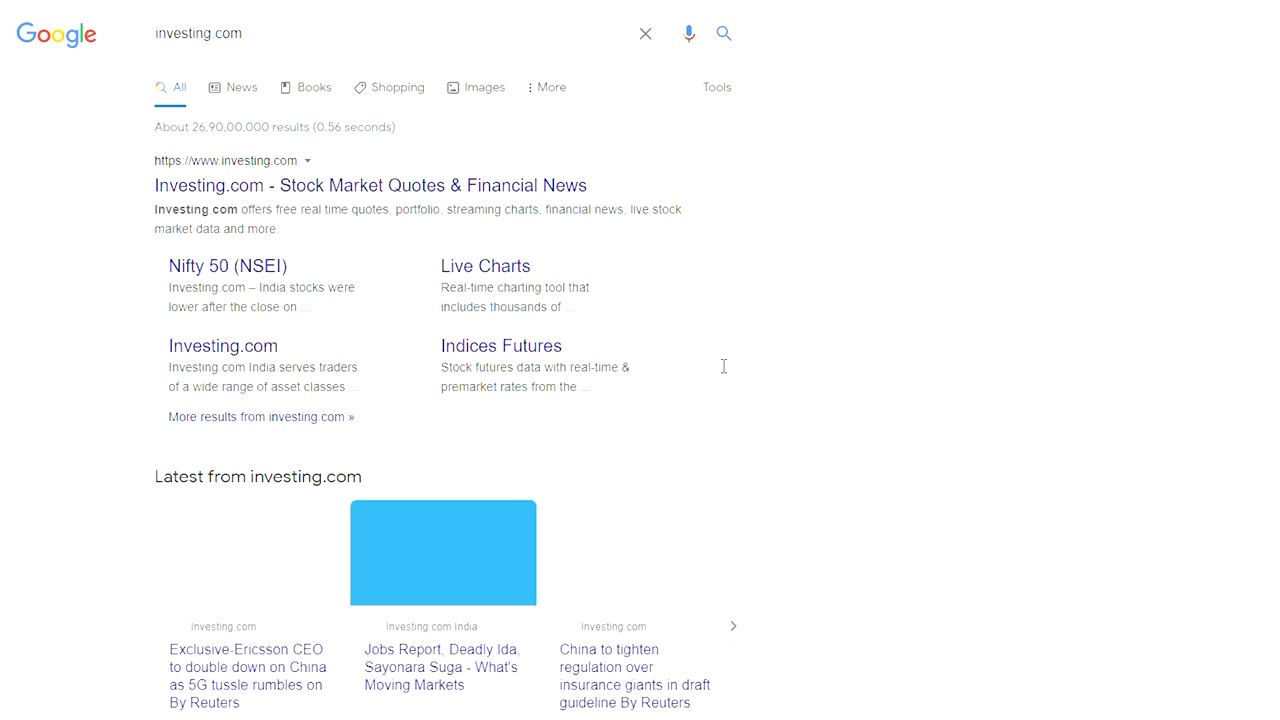 Google
investing.com
All News Books Shopping Images More Tools
About 26,90,00,000 results (0.56 seconds)
https://www.investing.com
Investing.com - Stock Market Quotes & Financial News
Investing.com offers free real time quotes, portfolio, streaming charts, financial news, live stock
market data and more.
Nifty 50 (NSEI)
Investing.com – India stocks were
lower after the close on ...
Live Charts
Real-time charting tool that
includes thousands of ...
Investing.com
Investing.com India serves traders
of a wide range of asset classes ...
Indices Futures
Stock futures data with real-time &
premarket rates from the ...
More results from investing.com »
Latest from investing.com
Investing.com
Exclusive-Ericsson CEO
to double down on China
as 5G tussle rumbles on
By Reuters
Investing.com India
Jobs Report, Deadly Ida,
Sayonara Suga - What's
Moving Markets
Investing.com
China to tighten
regulation over
insurance giants in draft
guideline By Reuters